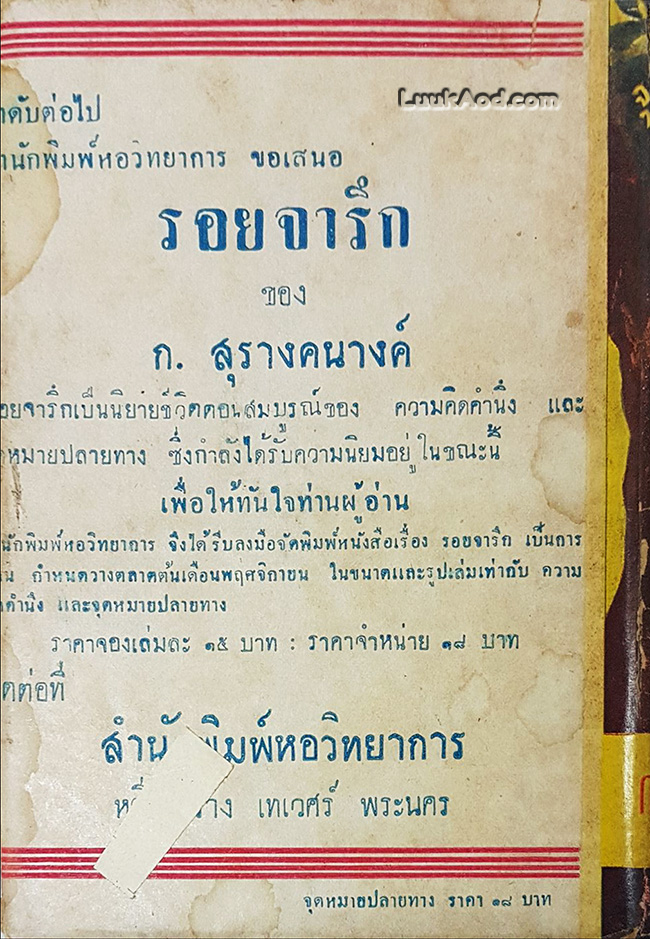 LuukAod.com
าดับต่อไป
านักพิมพ์หอวิทยาการ ขอเสนอ
รอยจารึก
ของ
ก. สุรางคนางค์
อยจารึกเป็นนิยายชีวิตตอนสมบูรณ์ของ ความคิดคำนึง และ
หมายปลายทาง ซึ่งกำลังได้รับความนิยมอยู่ในขณะนี้
เพื่อให้ทันใจท่านผู้อ่าน
นักพิมพ์หอวิทยาการ จึงได้รีบลงมือจัดพิมพ์หนังสือเรื่อง รอยจารึก เป็นการ
น กำหนดวางตลาดต้นเดือนพฤศจิกายน ในขนาดและรูปเล่มเท่ากับ ความ
ดคำนึง และจุดหมายปลายทาง
ราคาจองเล่มละ ๑๕ บาท : ราคาจำหน่าย ๑๘ บาท
ดต่อที่
สำนักพิมพ์หอวิทยาการ
เทเวศร์ พระนคร
จุดหมายปลายทาง ราคา ๑๘ บาท